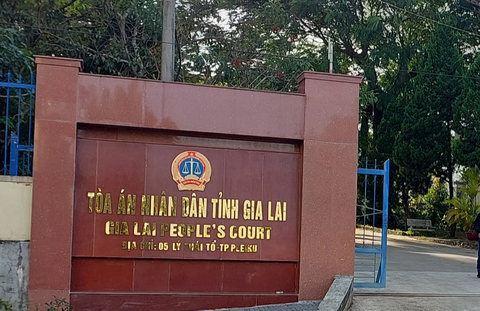 TÒA ÁN NHÂN DÂN TỈNH GIA LAI
GIA LAI PEOPLE'S COURT
ĐỊA CHỈ: 05 LÝ THÁI TỔ-TP PLEIKU